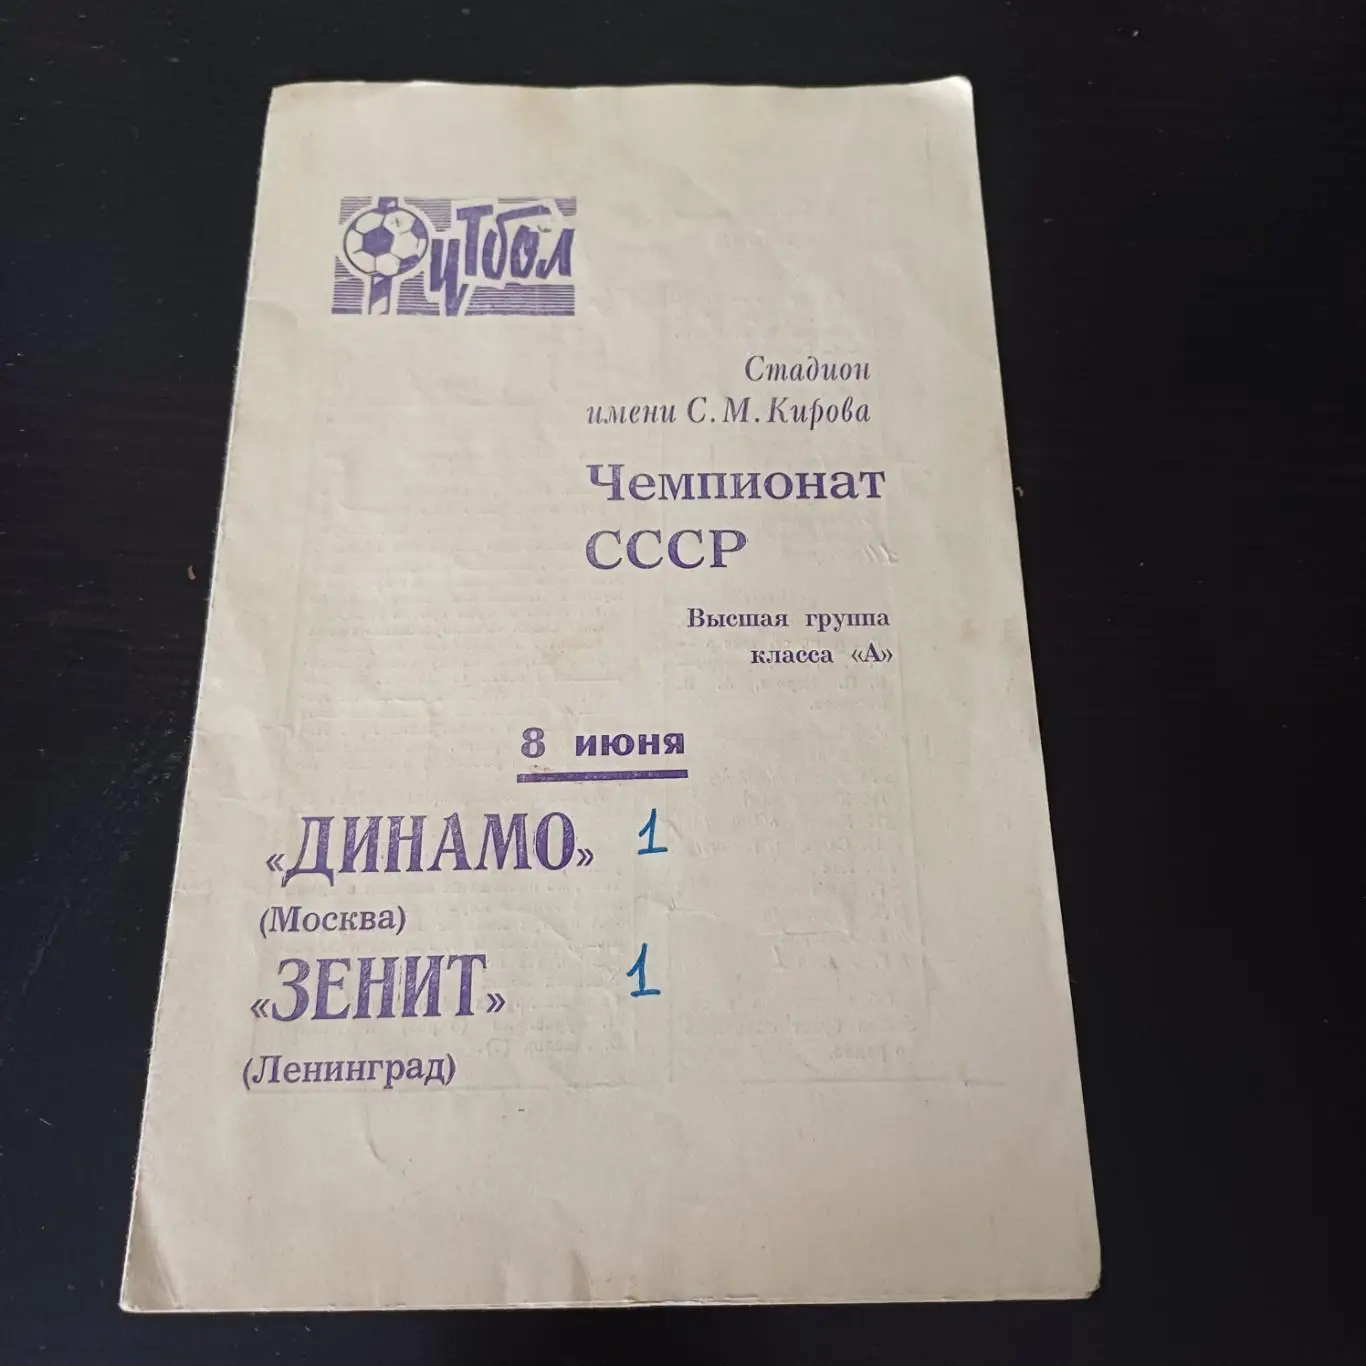 Футбол
Стадион
имени С. М. Кирова
Чемпионат
СССР
Высшая группа
класса «А»
8 июня
«ДИНАМО» 1
(Москва)
«ЗЕНИТ» 1
(Ленинград)